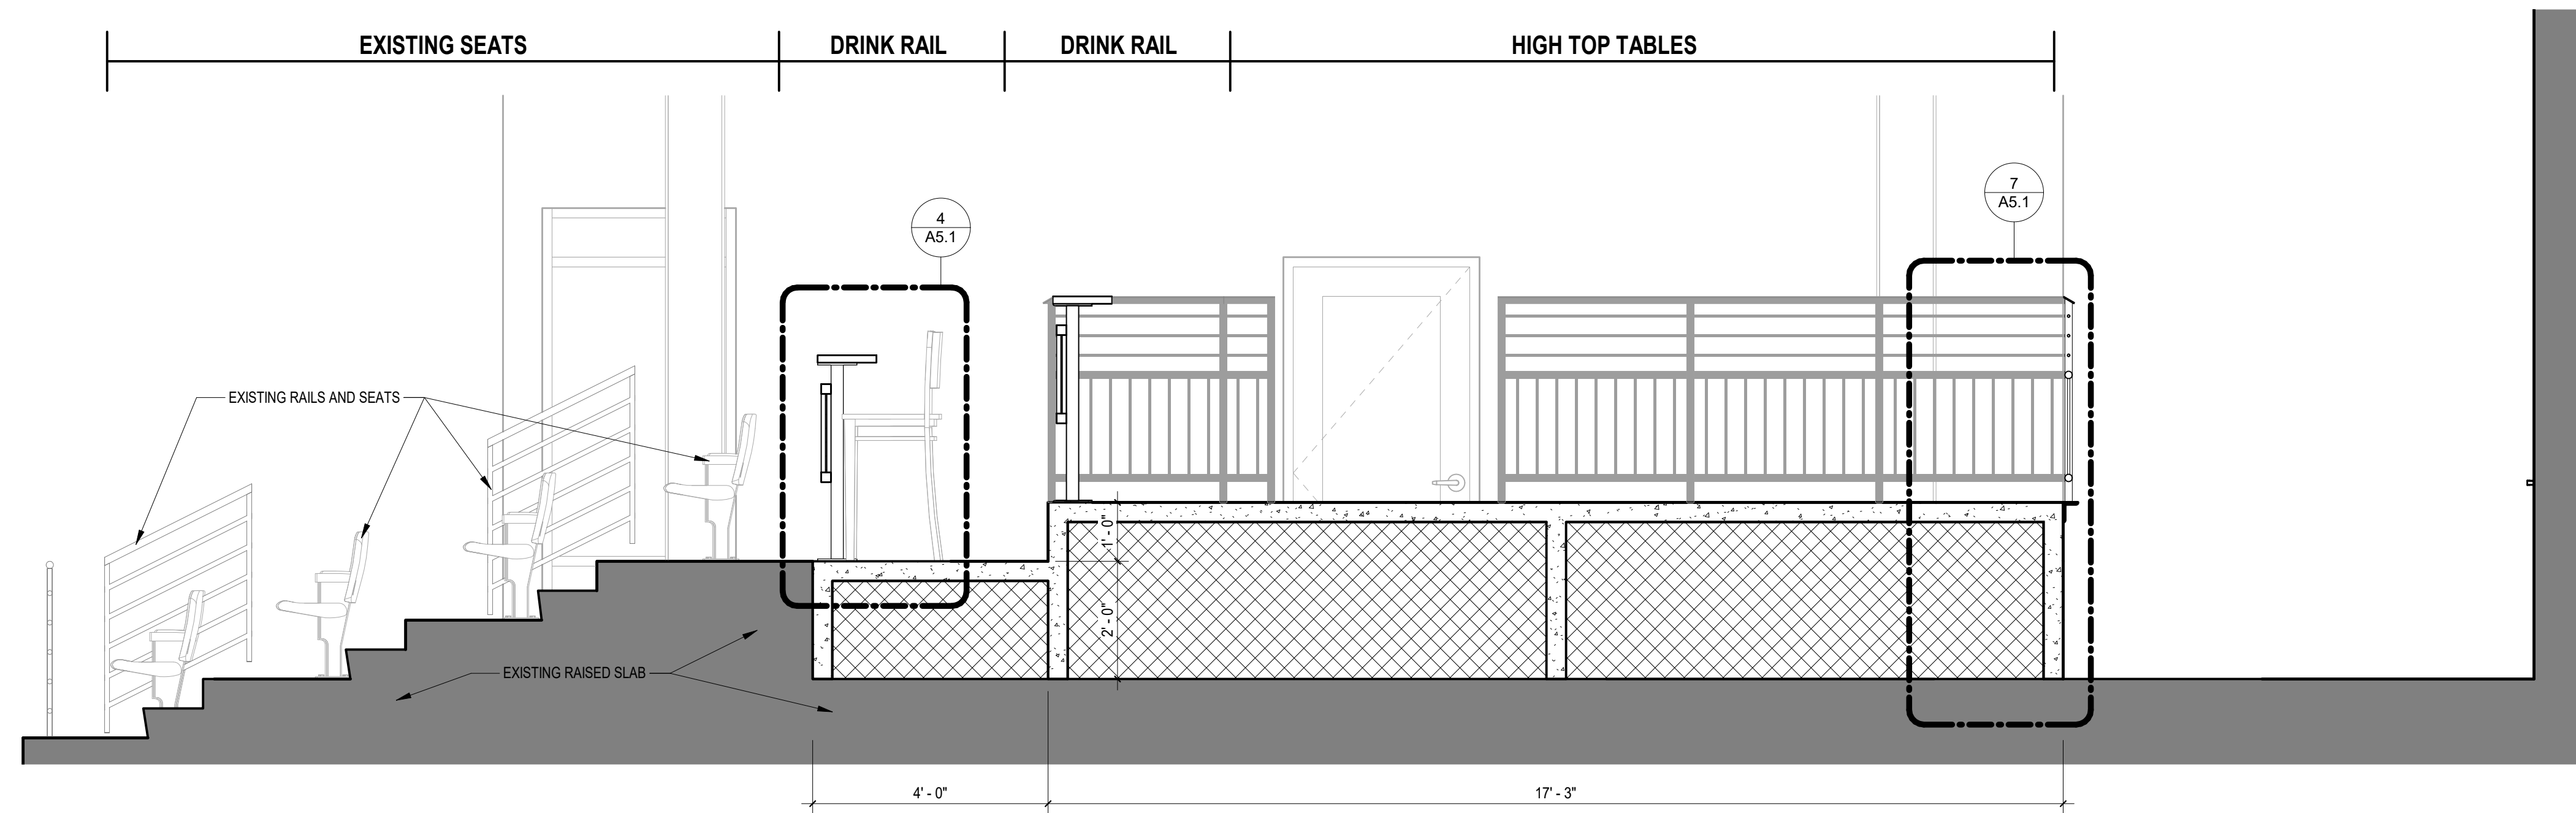 EXISTING SEATS
DRINK RAIL
DRINK RAIL
HIGH TOP TABLES
4
A5.1
7
A5.1
EXISTING RAILS AND SEATS
1' - 0"
2' - 0"
EXISTING RAISED SLAB
4' - 0"
17' - 3"